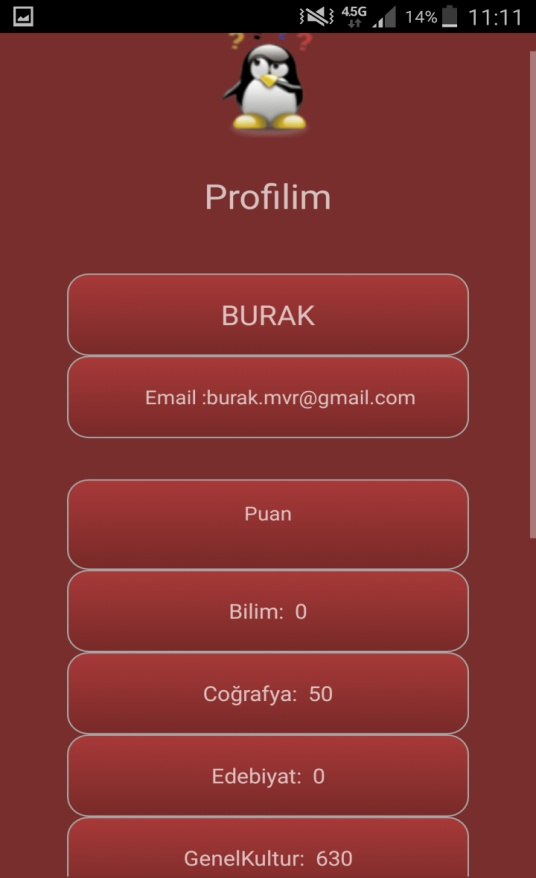 4.5G 14% 11:11
? ? ?
Profilim
BURAK
Email :burak.mvr@gmail.com
Puan
Bilim: 0
Coğrafya: 50
Edebiyat: 0
GenelKultur: 630